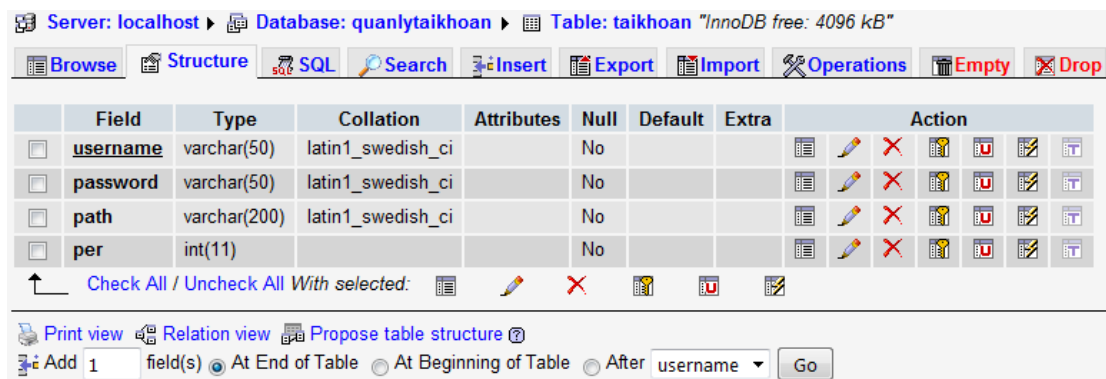 Server: localhost Database: quanlytaikhoan Table: taikhoan "InnoDB free: 4096 kB"
Browse Structure SQL Search Insert Export Import Operations Empty Drop
Field Type Collation Attributes Null Default Extra Action
username varchar(50) latin1_swedish_ci No
password varchar(50) latin1_swedish_ci No
path varchar(200) latin1_swedish_ci No
per int(11) No
Check All / Uncheck All With selected:
Print view Relation view Propose table structure
Add 1 field(s) At End of Table At Beginning of Table After username Go